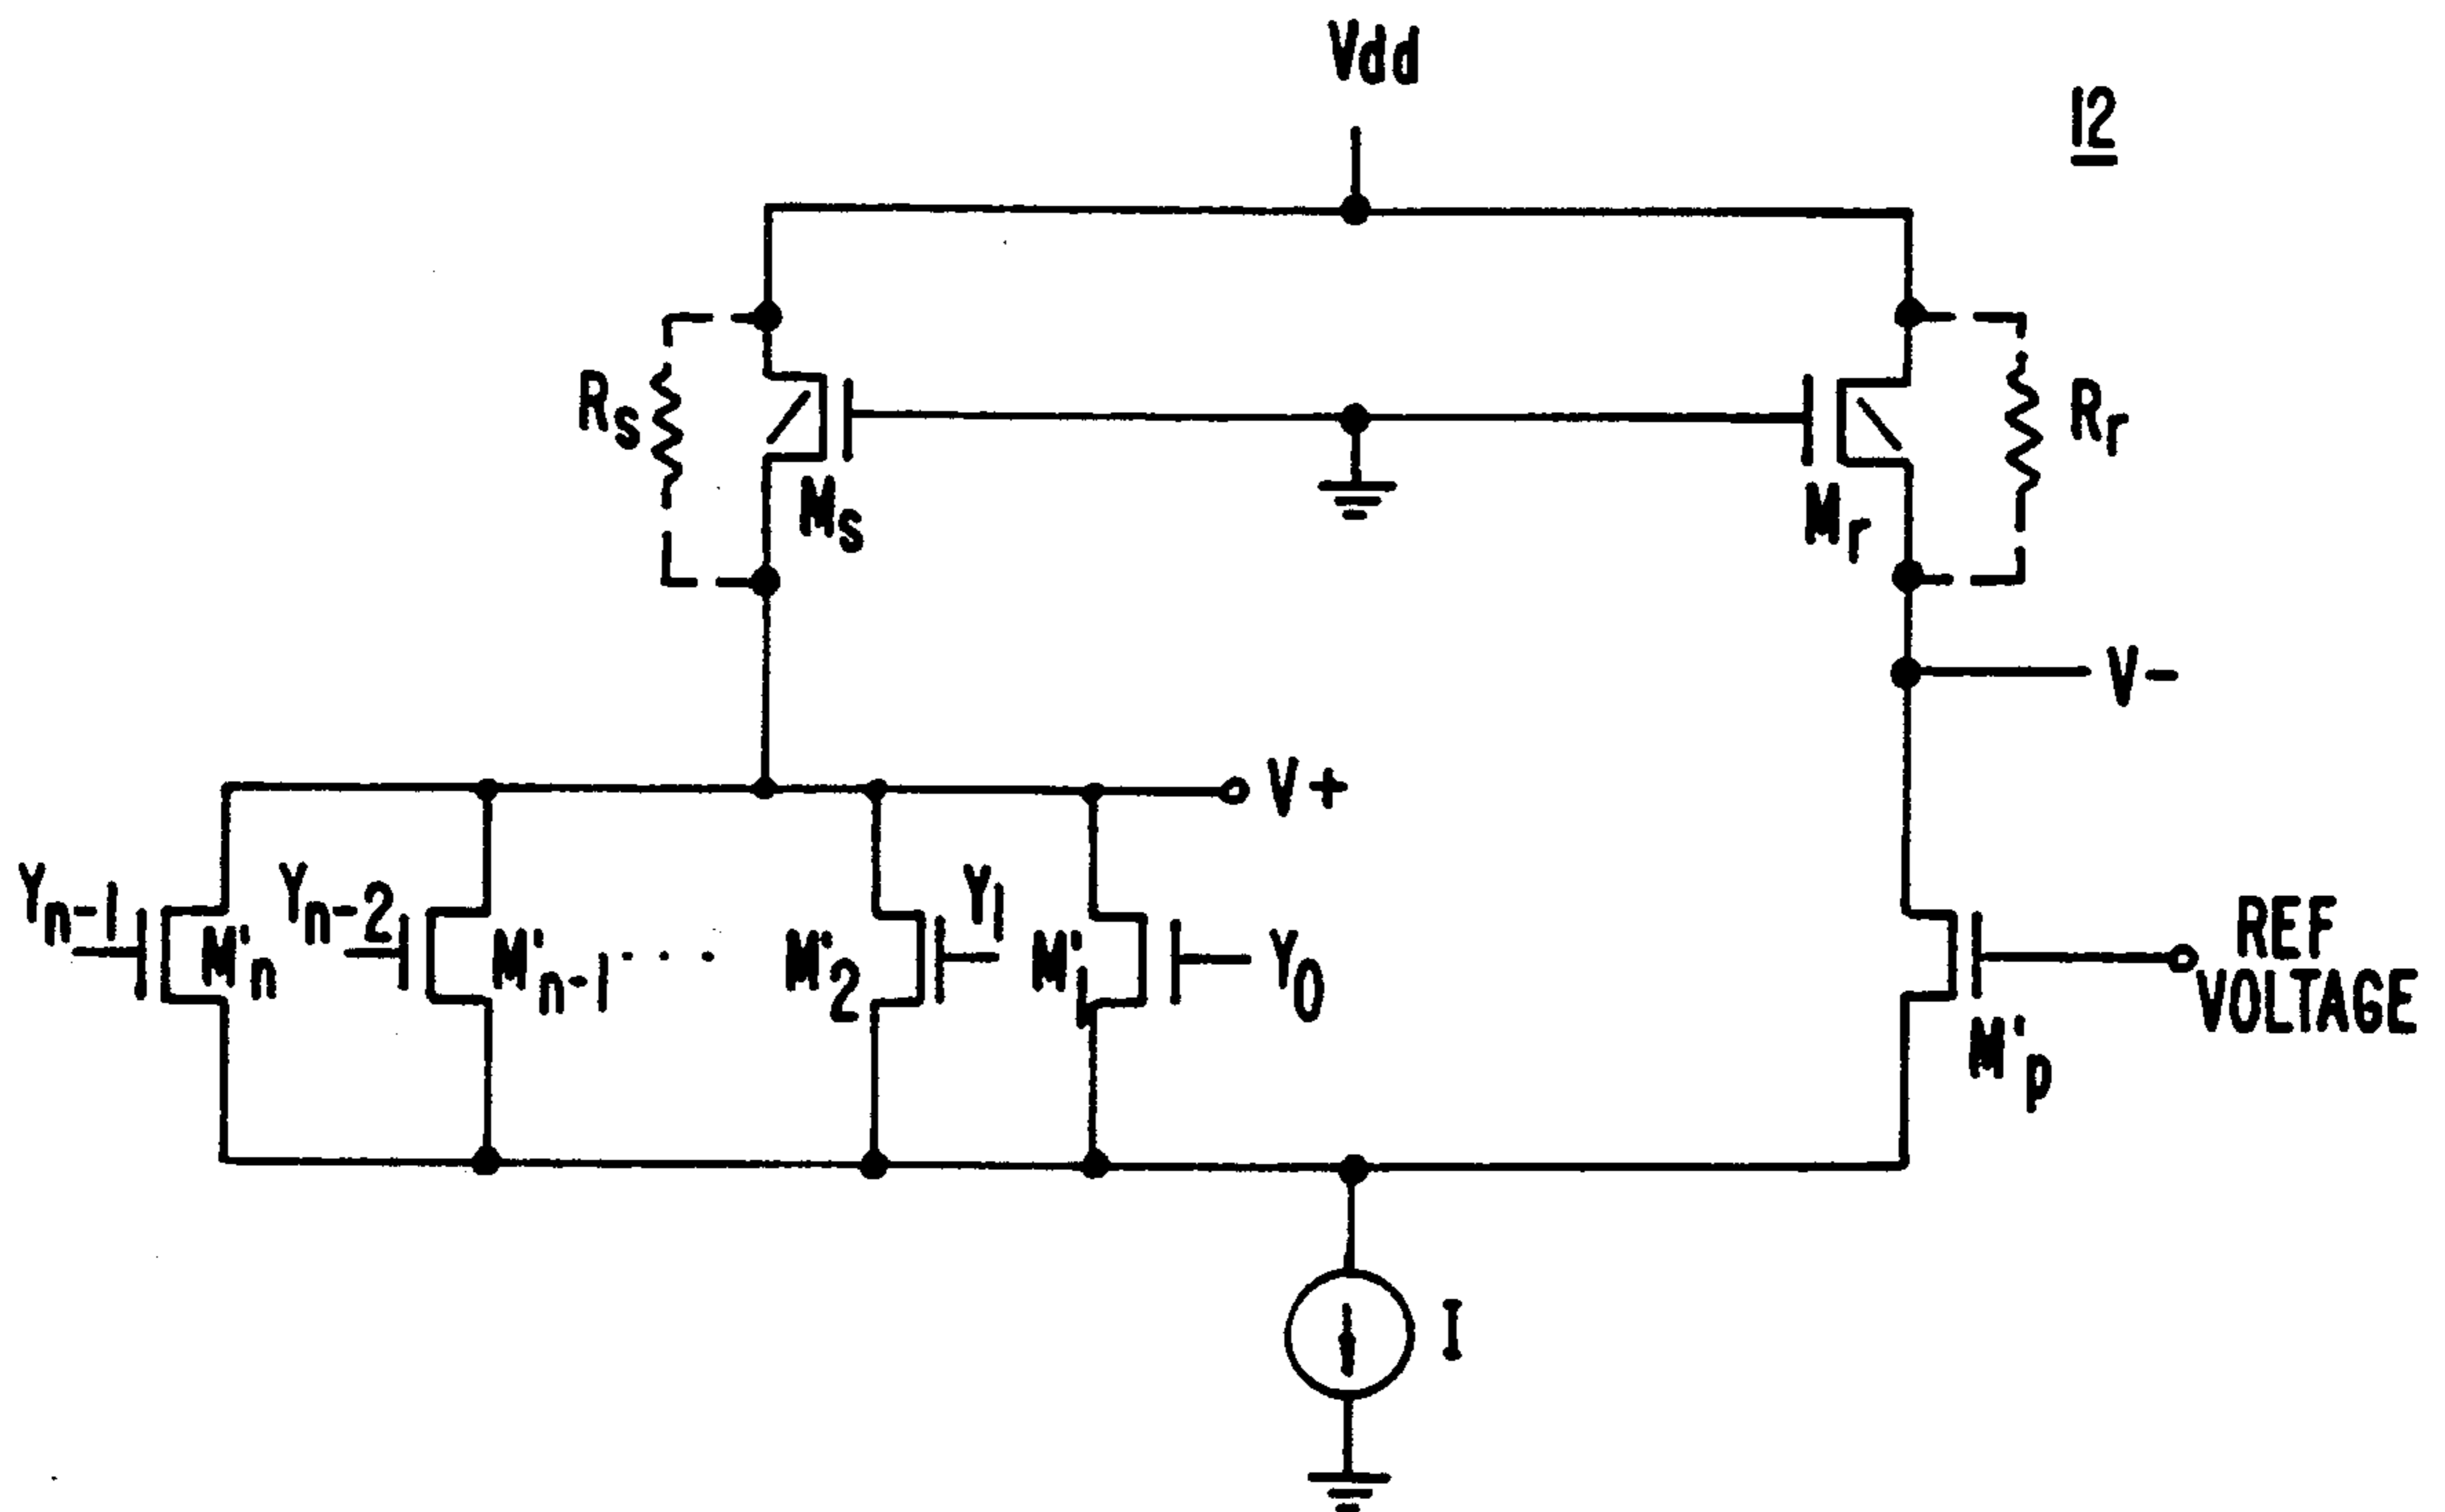 Vdd
12
Rs
Ms
Mr
Rr
V-
V+
Yn-1
M'n
Yn-2
M'n-1
M'2
Y1
M'1
Y0
REF
VOLTAGE
M'p
I